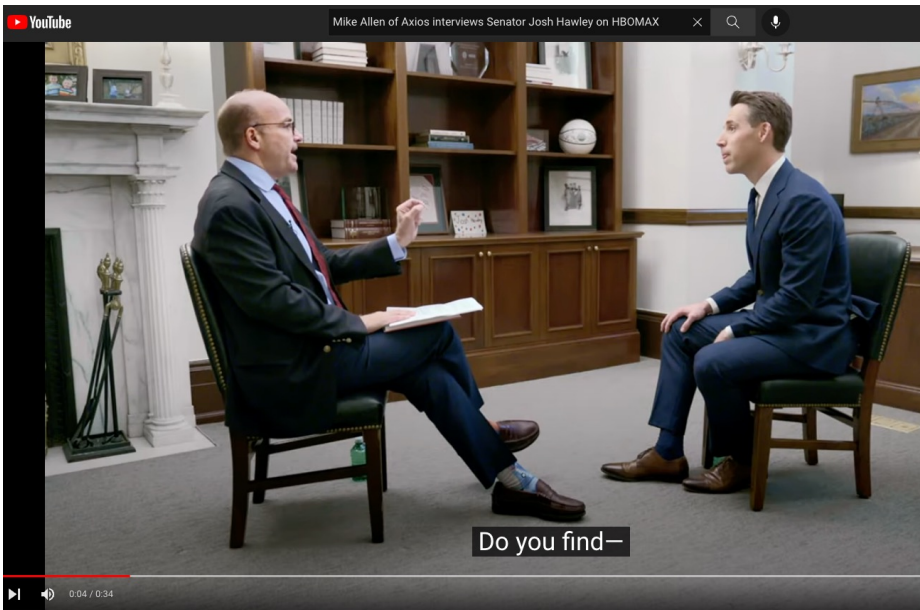 YouTube
Mike Allen of Axios interviews Senator Josh Hawley on HBOMAX
Do you find—
0:04 / 0:34